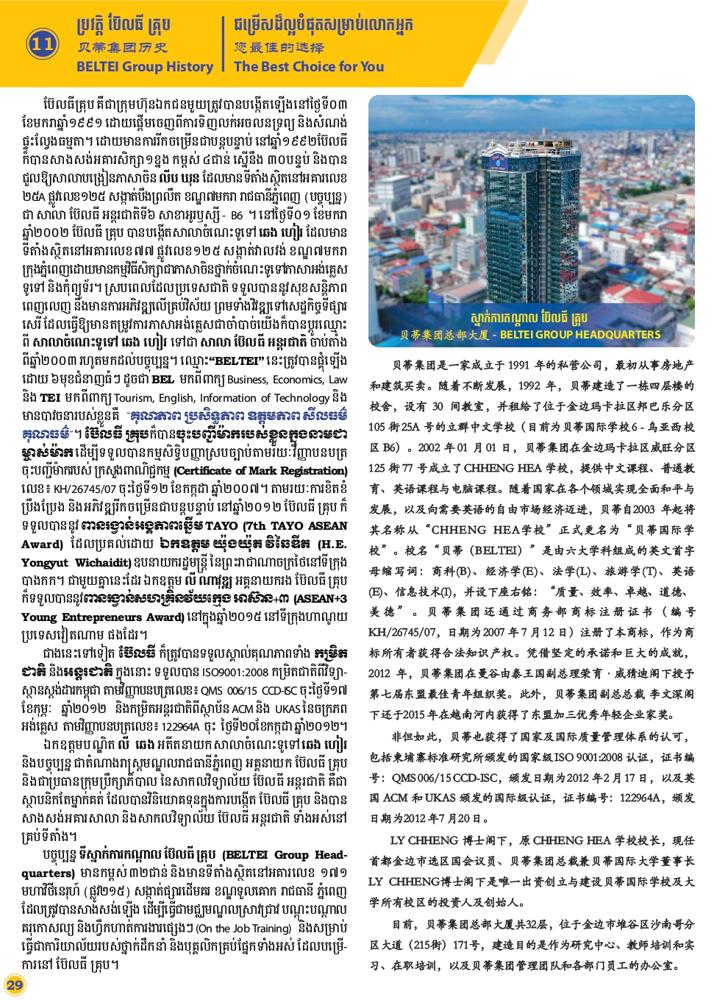 11
ប្រវត្តិ ប៊ែលធី គ្រុប
贝蒂集团历史
BELTEI Group History
ជម្រើសដ៏ល្អបំផុតសម្រាប់លោកអ្នក
您最佳的选择
The Best Choice for You
ប៊ែលធីគ្រុប គឺជាក្រុមហ៊ុនឯកជនមួយត្រូវបានបង្កើតឡើងនៅថ្ងៃទី០៣
ខែមករាឆ្នាំ១៩៩១ ដោយផ្តើមចេញពីការទិញលក់អចលនទ្រព្យ និងសំណង់
ផ្ទះល្វែងធម្មតា។ ដោយមានការរីកចម្រើនជាបន្តបន្ទាប់ នៅឆ្នាំ១៩៩២ប៊ែលធី
ក៏បានសាងសង់អគារសិក្សា១ខ្នង កម្ពស់ ៤ជាន់ ស្មើនឹង ៣០បន្ទប់ និងបាន
ជួលឱ្យសាលាបង្រៀនភាសាចិន លីប ឃុន ដែលមានទីតាំងស្ថិតនៅអគារលេខ
២៥A ផ្លូវលេខ១២៥ សង្កាត់បឹងព្រលឹត ខណ្ឌ៧មករា រាជធានីភ្នំពេញ (បច្ចុប្បន្ន)
ជា សាលា ប៊ែលធី អន្តរជាតិទី៦ សាខាអូរឫស្សី - B6 ។ នៅថ្ងៃទី០១ ខែមករា
ឆ្នាំ២០០២ ប៊ែលធី គ្រុប បានបង្កើតសាលាចំណេះទូទៅ ឆេង ហៀរ ដែលមាន
ទីតាំងស្ថិតនៅអគារលេខ៧៧ ផ្លូវលេខ១២៥ សង្កាត់វាលវង់ ខណ្ឌ៧មករា
ក្រុងភ្នំពេញដោយមានកម្មវិធីសិក្សាជាភាសាចិនថ្នាក់ចំណេះទូទៅភាសាអង់គ្លេស
ទូទៅ និងកុំព្យូទ័រ។ ស្របពេលដែលប្រទេសជាតិ ទទួលបាននូវសុខសន្តិភាព
ពេញលេញ និងមានការអភិវឌ្ឍលើគ្រប់វិស័យ ព្រមទាំងវិវឌ្ឍទៅសេដ្ឋកិច្ចទីផ្សារ
សេរី ដែលធ្វើឱ្យមានតម្រូវការភាសាអង់គ្លេសជាចាំបាច់យើងក៏បានប្តូរឈ្មោះ
ពី សាលាចំណេះទូទៅ ឆេង ហៀរ ទៅជា សាលា ប៊ែលធី អន្តរជាតិ ចាប់តាំង
ពីឆ្នាំ២០០៣ រហូតមកដល់បច្ចុប្បន្ន។ ឈ្មោះ“BELTEI” នេះត្រូវបានផ្តុំឡើង
ដោយ ៦មុខជំនាញធំៗ ដូចជា BEL មកពីពាក្យ Business, Economics, Law
និង TEI មកពីពាក្យ Tourism, English, Information of Technology និង
មានបាវចនារបស់ខ្លួនគឺ “គុណភាព ប្រសិទ្ធភាព ឧត្តមភាព សីលធម៌
គុណធម៌”។ ប៊ែលធី គ្រុបក៏បានចុះបញ្ជីម៉ាករបស់ខ្លួនក្នុងនាមជា
ម្ចាស់ម៉ាក ដើម្បីទទួលបានកម្មសិទ្ធិបញ្ញាស្របច្បាប់តាមរយៈវិញ្ញាបនបត្រ
ចុះបញ្ជីម៉ាករបស់ ក្រសួងពាណិជ្ជកម្ម (Certificate of Mark Registration)
លេខ៖ KH/26745/07 ចុះថ្ងៃទី១២ ខែកក្កដា ឆ្នាំ២០០៧។ តាមរយៈការខិតខំ
ប្រឹងប្រែង និងអភិវឌ្ឍរីកចម្រើនជាបន្តបន្ទាប់ នៅឆ្នាំ២០១២ ប៊ែលធី គ្រុប ក៏
ទទួលបាននូវ ពានរង្វាន់អង្គភាពឆ្នើម TAYO (7th TAYO ASEAN
Award) ដែលប្រគល់ដោយ ឯកឧត្តម យ៉ុងយ៉ុត វិនៃឌីត (H.E.
Yongyut Wichaidit) ឧបនាយករដ្ឋមន្ត្រី នៃព្រះរាជាណាចក្រថៃនៅទីក្រុង
បាងកក។ ជាមួយគ្នានេះដែរ ឯកឧត្តម លី ណាវុឌ្ឍ អគ្គនាយករង ប៊ែលធី គ្រុប
ក៏ទទួលបាននូវពានរង្វាន់សហគ្រិនវ័យក្មេង អាស៊ាន+៣ (ASEAN+3
Young Entrepreneurs Award) នៅក្នុងឆ្នាំ២០១៥ នៅទីក្រុងហាណូយ
ប្រទេសវៀតណាម ផងដែរ។
ជាងនេះទៅទៀត ប៊ែលធី ក៏ត្រូវបានទទួលស្គាល់គុណភាពទាំង កម្រិត
ជាតិ និងអន្តរជាតិ ក្នុងនោះ ទទួលបាន ISO9001:2008 កម្រិតជាតិពីវិទ្យា-
ស្ថានស្តង់ដារកម្ពុជា តាមវិញ្ញាបនបត្រលេខ៖ QMS 006/15 CCD-ISC ចុះថ្ងៃទី១៧
ខែកុម្ភៈ ឆ្នាំ២០១២ និងកម្រិតអន្តរជាតិពីស្ថាប័ន ACM និង UKAS នៃចក្រភព
អង់គ្លេស តាមវិញ្ញាបនបត្រលេខ៖ 122964A ចុះ ថ្ងៃទី២០ខែកក្កដា ឆ្នាំ២០១២។
ឯកឧត្តមបណ្ឌិត លី ឆេង អតីតនាយកសាលាចំណេះទូទៅ ឆេង ហៀរ
និងបច្ចុប្បន្ន ជាតំណាងរាស្ត្រមណ្ឌលរាជធានីភ្នំពេញ អគ្គនាយក ប៊ែលធី គ្រុប
និងជាប្រធានក្រុមប្រឹក្សាភិបាល នៃសាកលវិទ្យាល័យ ប៊ែលធី អន្តរជាតិ គឺជា
ស្ថាបនិកតែម្នាក់គត់ ដែលបានវិនិយោគទុនក្នុងការបង្កើត ប៊ែលធី គ្រុប និងបាន
សាងសង់អគារសាលា និងសាកលវិទ្យាល័យ ប៊ែលធី អន្តរជាតិ ទាំងអស់នៅ
គ្រប់ទីតាំង។
បច្ចុប្បន្ន ទីស្នាក់ការកណ្តាល ប៊ែលធី គ្រុប (BELTEI Group Head-
quarters) មានកម្ពស់ ៣២ជាន់ និងមានទីតាំងស្ថិតនៅអគារលេខ ១៧១
មហាវិថីនេហ្រូ៍ (ផ្លូវ២១៥) សង្កាត់ផ្សារដើមគរ ខណ្ឌទួលគោក រាជធានី ភ្នំពេញ
ដែលត្រូវបានសាងសង់ឡើង ដើម្បីធ្វើជាមជ្ឈមណ្ឌលស្រាវជ្រាវ បណ្តុះបណ្តាល
គរុកោសល្យ និងហ្វឹកហាត់ការងារផ្សេងៗ (On the Job Training) និងសម្រាប់
ធ្វើជាការិយាល័យរបស់ថ្នាក់ដឹកនាំ និងបុគ្គលិកគ្រប់ផ្នែកទាំងអស់ ដែលបម្រើ-
ការនៅ ប៊ែលធី គ្រុប។
ស្នាក់ការកណ្តាល ប៊ែលធី គ្រុប
贝蒂集团总部大厦 - BELTEI GROUP HEADQUARTERS
贝蒂集团是一家成立于 1991 年的私营公司，最初从事房地产
和建筑买卖。随着不断发展，1992 年，贝蒂建造了一栋四层楼的
校舍，设有 30 间教室，并租给了位于金边玛卡拉区邦巴乐分区
105 街25A 号的立群中文学校（目前为贝蒂国际学校6 - 乌亚西校
区B6）。2002 年 01 月 01 日，贝蒂集团在金边玛卡拉区威旺分区
125 街77 号成立了CHHENG HEA 学校，提供中文课程、普通教
育、英语课程与电脑课程。随着国家在各个领域实现全面和平与
发展，以及向需要英语的自由市场经济迈进，贝蒂自2003 年起将
其名称从“CHHENG HEA学校”正式更名为“贝蒂国际学
校”。校名“贝蒂（BELTEI）”是由六大学科组成的英文首字
母缩写词：商科(B)、经济学(E)、法学(L)、旅游学(T)、英语
(E)、信息技术(I)，并设下座右铭：“质量、效率、卓越、道德、
美德”。贝蒂集团还通过商务部商标注册证书（编号
KH/26745/07，日期为2007 年 7 月 12 日）注册了本商标，作为商
标所有者获得合法知识产权。凭借坚定的承诺和巨大的成就，
2012 年，贝蒂集团在曼谷由泰王国副总理荣育·威猜迪阁下授予
第七届东盟最佳青年组织奖。此外，贝蒂集团副总总裁 李文深阁
下还于2015 年在越南河内获得了东盟加三优秀年轻企业家奖。
非但如此，贝蒂也获得了国家及国际质量管理体系的认可，
包括柬埔寨标准研究所颁发的国家级ISO 9001:2008 认证，证书编
号：QMS 006/15 CCD-ISC，颁发日期为2012 年 2 月 17 日，以及英
国 ACM 和 UKAS 颁发的国际级认证，证书编号：122964A，颁发
日期为2012 年 7 月20 日。
LY CHHENG 博士阁下，原 CHHENG HEA 学校校长，现任
首都金边市选区国会议员、贝蒂集团总裁兼贝蒂国际大学董事长
LY CHHENG博士阁下是唯一出资创立与建设贝蒂国际学校及大
学所有校区的投资人及创始人。
目前，贝蒂集团总部大厦共32层，位于金边市堆谷区沙南哥分
区大道（215街）171号，建造目的是作为研究中心、教师培训和实
习、在职培训，以及贝蒂集团管理团队和各部门员工的办公室。
29